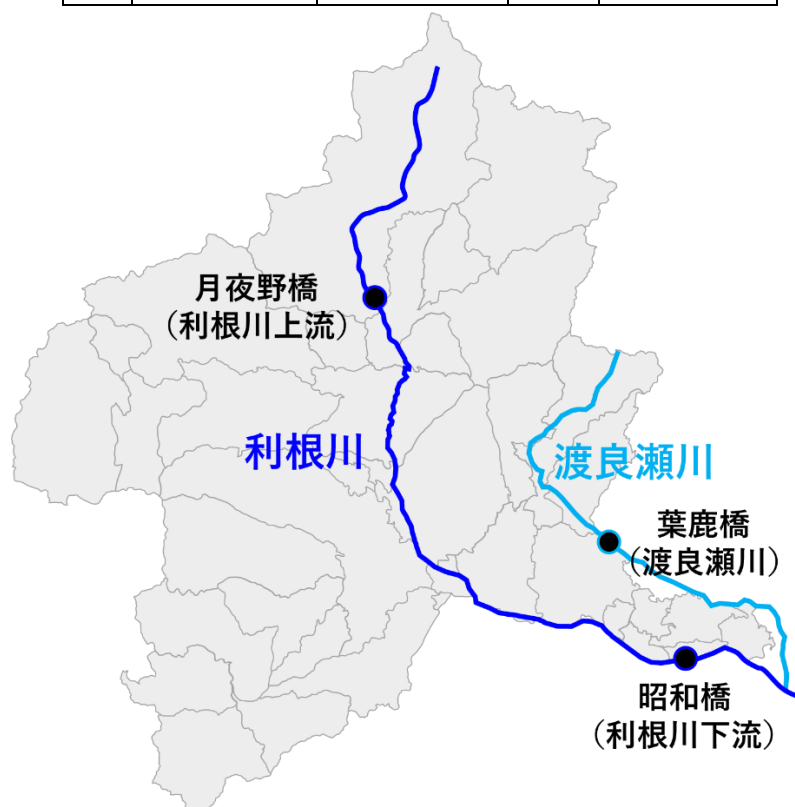 月夜野橋
（利根川上流）
利根川
渡良瀬川
葉鹿橋
（渡良瀬川）
昭和橋
（利根川下流）